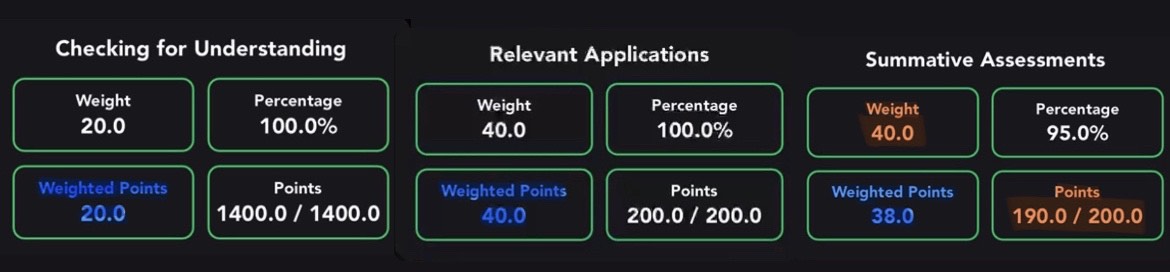 Checking for Understanding
Weight
20.0
Percentage
100.0%
Weighted Points
20.0
Points
1400.0 / 1400.0
Relevant Applications
Weight
40.0
Percentage
100.0%
Weighted Points
40.0
Points
200.0 / 200.0
Summative Assessments
Weight
40.0
Percentage
95.0%
Weighted Points
38.0
Points
190.0 / 200.0